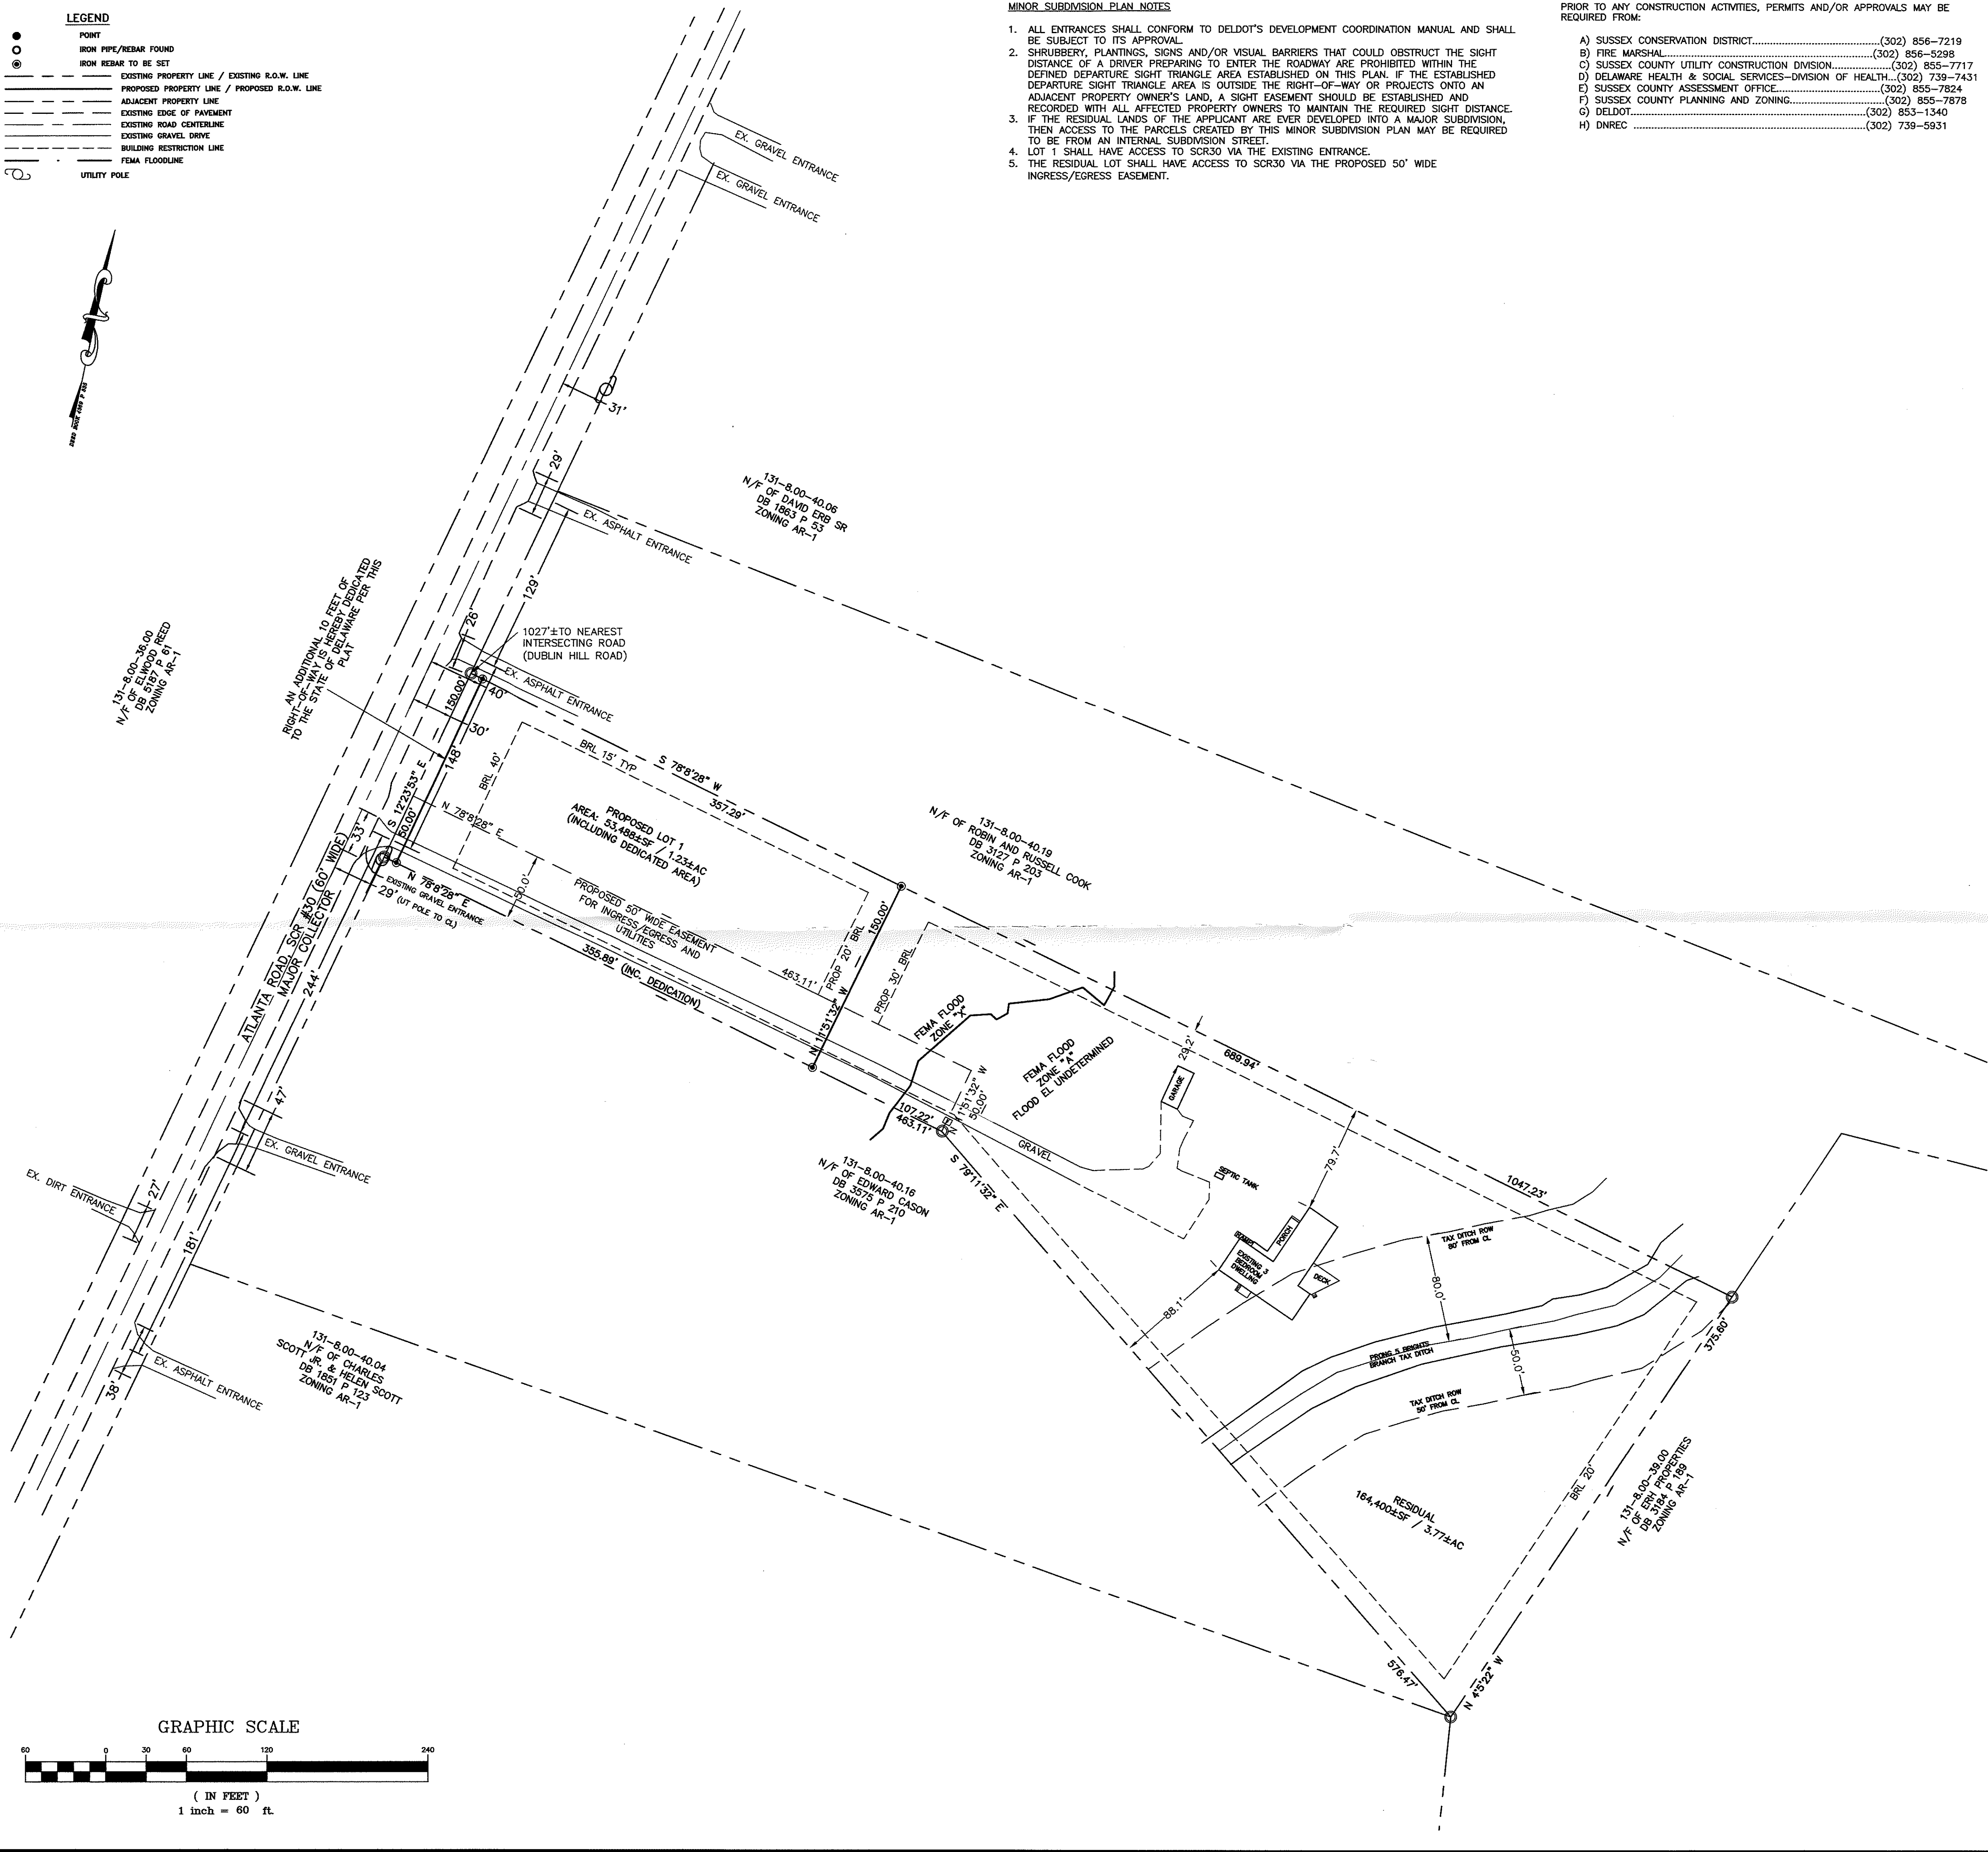 LEGEND
POINT
IRON PIPE/REBAR FOUND
IRON REBAR TO BE SET
EXISTING PROPERTY LINE / EXISTING R.O.W. LINE
PROPOSED PROPERTY LINE / PROPOSED R.O.W. LINE
ADJACENT PROPERTY LINE
EXISTING EDGE OF PAVEMENT
EXISTING ROAD CENTERLINE
EXISTING GRAVEL DRIVE
BUILDING RESTRICTION LINE
FEMA FLOODLINE
UTILITY POLE
MINOR SUBDIVISION PLAN NOTES
1. ALL ENTRANCES SHALL CONFORM TO DELDOT'S DEVELOPMENT COORDINATION MANUAL AND SHALL
BE SUBJECT TO ITS APPROVAL.
2. SHRUBBERY, PLANTINGS, SIGNS AND/OR VISUAL BARRIERS THAT COULD OBSTRUCT THE SIGHT
DISTANCE OF A DRIVER PREPARING TO ENTER THE ROADWAY ARE PROHIBITED WITHIN THE
DEFINED DEPARTURE SIGHT TRIANGLE AREA ESTABLISHED ON THIS PLAN. IF THE ESTABLISHED
DEPARTURE SIGHT TRIANGLE AREA IS OUTSIDE THE RIGHT-OF-WAY OR PROJECTS ONTO AN
ADJACENT PROPERTY OWNER'S LAND, A SIGHT EASEMENT SHOULD BE ESTABLISHED AND
RECORDED WITH ALL AFFECTED PROPERTY OWNERS TO MAINTAIN THE REQUIRED SIGHT DISTANCE.
3. IF THE RESIDUAL LANDS OF THE APPLICANT ARE EVER DEVELOPED INTO A MAJOR SUBDIVISION,
THEN ACCESS TO THE PARCELS CREATED BY THIS MINOR SUBDIVISION PLAN MAY BE REQUIRED
TO BE FROM AN INTERNAL SUBDIVISION STREET.
4. LOT 1 SHALL HAVE ACCESS TO SCR30 VIA THE EXISTING ENTRANCE.
5. THE RESIDUAL LOT SHALL HAVE ACCESS TO SCR30 VIA THE PROPOSED 50' WIDE
INGRESS/EGRESS EASEMENT.
PRIOR TO ANY CONSTRUCTION ACTIVITIES, PERMITS AND/OR APPROVALS MAY BE
REQUIRED FROM:
A) SUSSEX CONSERVATION DISTRICT...(302) 856-7219
B) FIRE MARSHAL...(302) 856-5298
C) SUSSEX COUNTY UTILITY CONSTRUCTION DIVISION...(302) 855-7717
D) DELAWARE HEALTH & SOCIAL SERVICES-DIVISION OF HEALTH...(302) 739-7431
E) SUSSEX COUNTY ASSESSMENT OFFICE...(302) 855-7824
F) SUSSEX COUNTY PLANNING AND ZONING...(302) 855-7878
G) DELDOT...(302) 853-1340
H) DNREC ...(302) 739-5931
EX. GRAVEL ENTRANCE
EX. GRAVEL ENTRANCE
31'
29'
EX. ASPHALT ENTRANCE
131-8.00-40.06
N/F OF DAVID ERB SR
DB 1863 P 53
ZONING AR-1
129'
26'
1027'±TO NEAREST
INTERSECTING ROAD
(DUBLIN HILL ROAD)
EX. ASPHALT ENTRANCE
AN ADDITIONAL 10 FEET OF
RIGHT-OF-WAY IS HEREBY DEDICATED
TO THE STATE OF DELAWARE PER THIS
PLAT
131-8.00-36.00
N/F OF ELWOOD REED
DB 5187 P 61
ZONING AR-1
150.00'
40'
30'
148'
S 12°23'53" E
50.00'
33'
BRL 40'
BRL 15' TYP
S 78°8'28" W
357.29'
N 78°8'28" E
PROPOSED LOT 1
AREA: 53,488±SF / 1.23±AC
(INCLUDING DEDICATED AREA)
131-8.00-40.19
N/F OF ROBIN AND RUSSELL COOK
DB 3127 P 203
ZONING AR-1
N 78°8'28" E
EXISTING GRAVEL ENTRANCE
29' (UT POLE TO CL)
50.0'
PROPOSED 50' WIDE EASEMENT
FOR INGRESS/EGRESS AND
UTILITIES
463.11'
355.89' (INC. DEDICATION)
PROP 20' BRL
150.00'
N 11°51'32" W
PROP 30' BRL
ATLANTA ROAD, SCR #30 (60' WIDE)
MAJOR COLLECTOR
244'
FEMA FLOOD
ZONE "X"
FEMA FLOOD
ZONE "A"
FLOOD EL UNDETERMINED
29.2'
GARAGE
689.94'
107.22'
463.11'
N 11°51'32" W
50.00'
GRAVEL
S 79°11'32" E
79.7'
SEPTIC TANK
1047.23'
131-8.00-40.16
N/F OF EDWARD CASON
DB 3575 P 210
ZONING AR-1
47'
EX. GRAVEL ENTRANCE
EX. DIRT ENTRANCE
27'
181'
PORCH
EXISTING 3
BEDROOM
DWELLING
DECK
88.1'
TAX DITCH ROW
80' FROM CL
80.0'
PRONG 5 BRIGHTS
BRANCH TAX DITCH
50.0'
TAX DITCH ROW
50' FROM CL
375.60'
131-8.00-40.04
N/F OF CHARLES
SCOTT JR. & HELEN SCOTT
DB 1851 P 123
ZONING AR-1
EX. ASPHALT ENTRANCE
38'
RESIDUAL
164,400±SF / 3.77±AC
BRL 20'
131-8.00-39.00
N/F OF ERH PROPERTIES
DB 3184 P 189
ZONING AR-1
576.47'
N 4°5'22" W
GRAPHIC SCALE
60 0 30 60 120 240
( IN FEET )
1 inch = 60 ft.